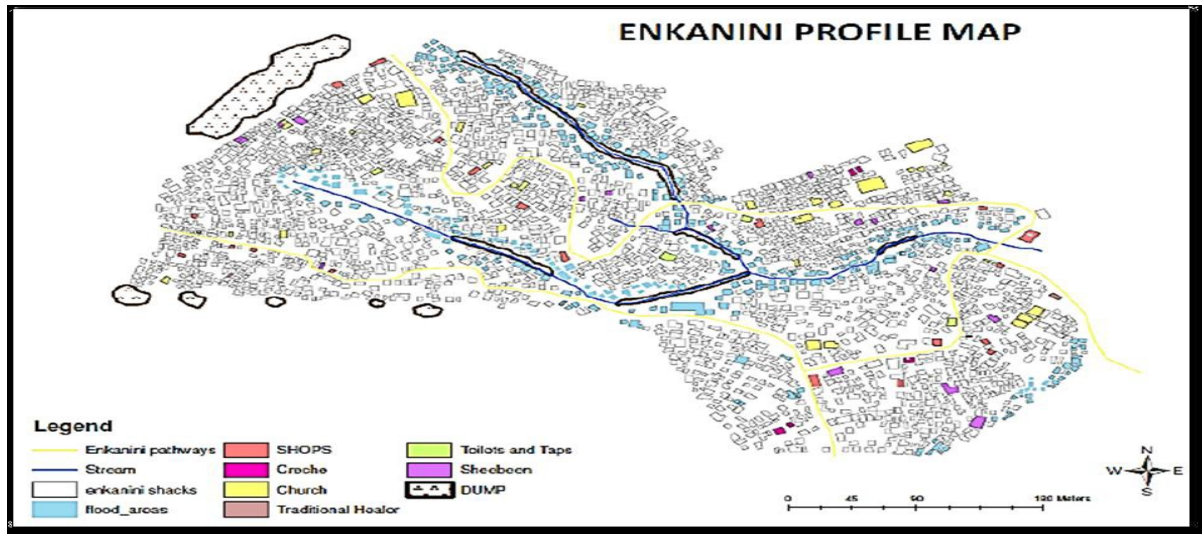 ENKANINI PROFILE MAP
Legend
Enkanini pathways
Stream
enkanini shacks
flood_areas
SHOPS
Creche
Church
Traditional Healer
Toilets and Taps
Shebeen
DUMP
N
W E
S
0 45 90 180 Meters